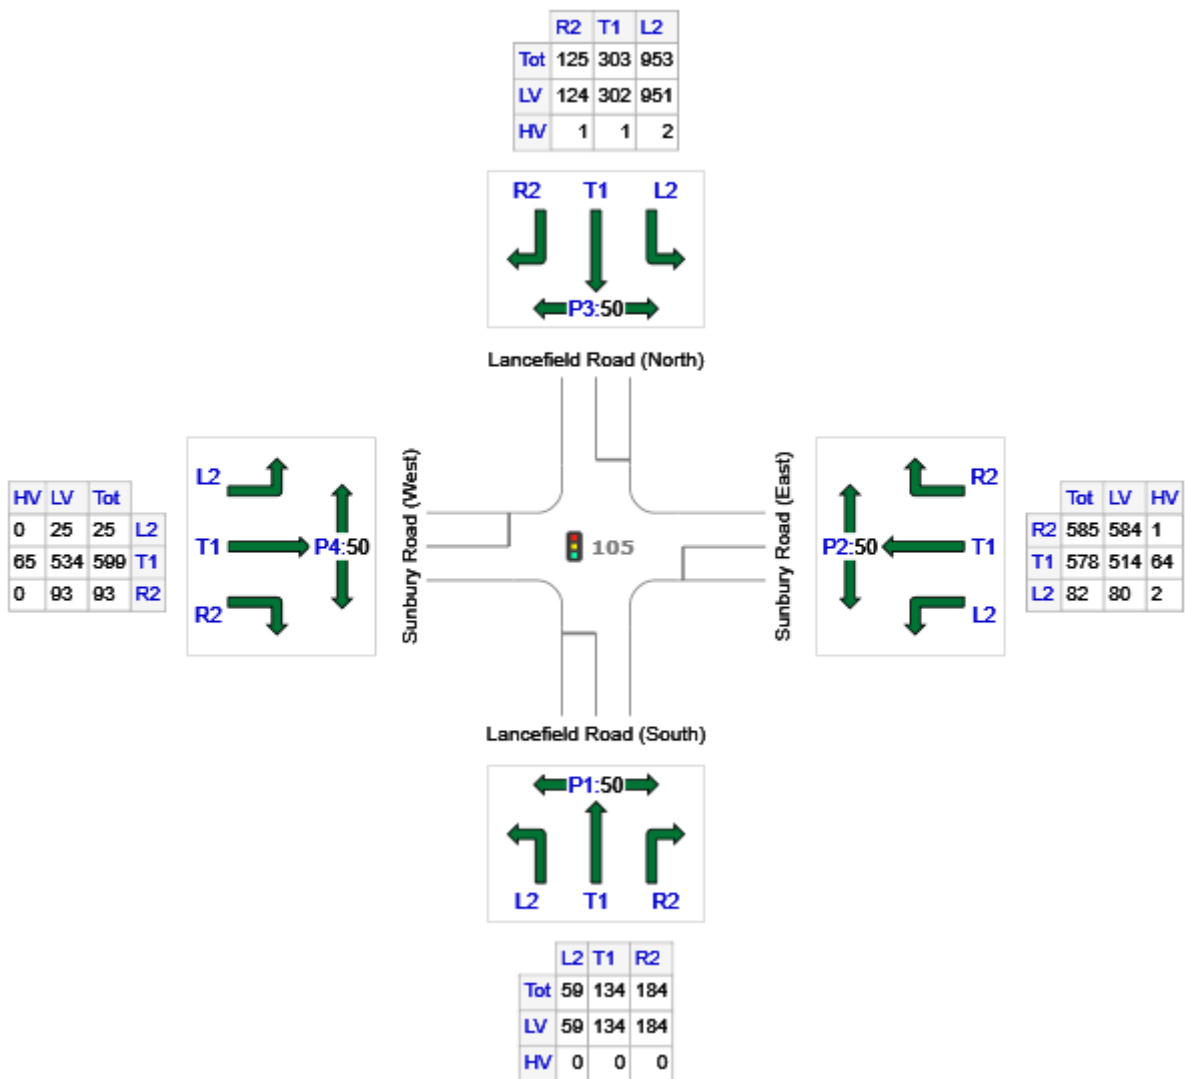 R2 T1 L2
Tot 125 303 953
LV 124 302 951
HV 1 1 2
R2 T1 L2
P3:50
Lancefield Road (North)
HV LV Tot
0 25 25 L2
65 534 599 T1
0 93 93 R2
L2
T1
P4:50
R2
Sunbury Road (West)
105
Sunbury Road (East)
R2
P2:50
T1
L2
Tot LV HV
R2 585 584 1
T1 578 514 64
L2 82 80 2
Lancefield Road (South)
P1:50
L2 T1 R2
L2 T1 R2
Tot 59 134 184
LV 59 134 184
HV 0 0 0